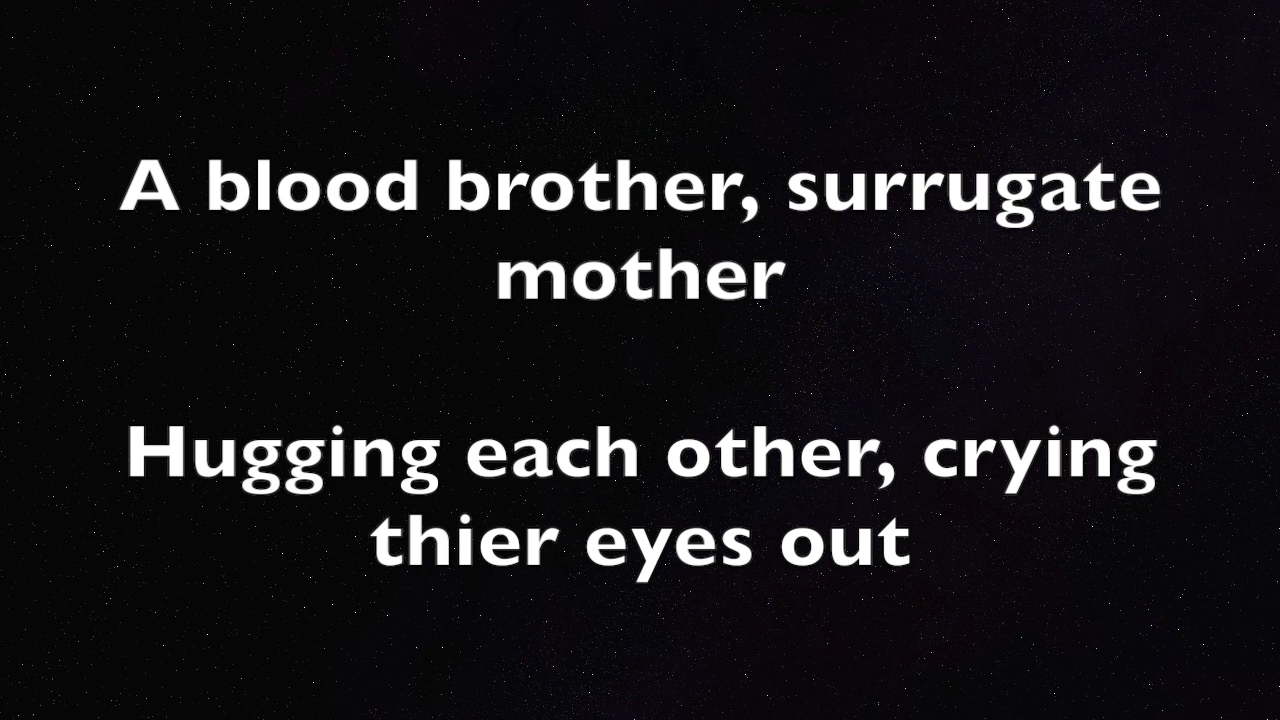 A blood brother, surrugate
mother
Hugging each other, crying
thier eyes out